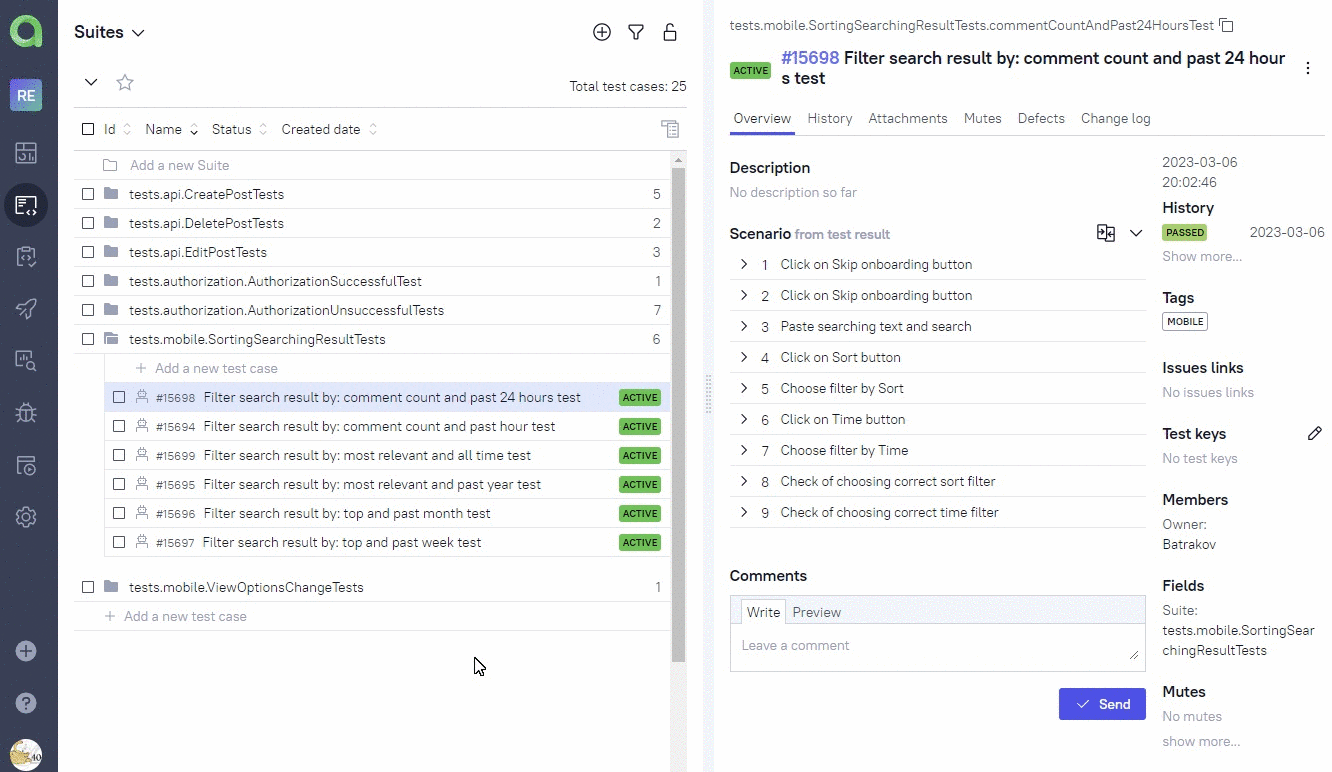 RE
Suites
Total test cases: 25
Id Name Status Created date
Add a new Suite
tests.api.CreatePostTests 5
tests.api.DeletePostTests 2
tests.api.EditPostTests 3
tests.authorization.AuthorizationSuccessfulTest 1
tests.authorization.AuthorizationUnsuccessfulTests 7
tests.mobile.SortingSearchingResultTests 6
Add a new test case
#15698 Filter search result by: comment count and past 24 hours test ACTIVE
#15694 Filter search result by: comment count and past hour test ACTIVE
#15699 Filter search result by: most relevant and all time test ACTIVE
#15695 Filter search result by: most relevant and past year test ACTIVE
#15696 Filter search result by: top and past month test ACTIVE
#15697 Filter search result by: top and past week test ACTIVE
tests.mobile.ViewOptionsChangeTests 1
Add a new test case
tests.mobile.SortingSearchingResultTests.commentCountAndPast24HoursTest
ACTIVE #15698 Filter search result by: comment count and past 24 hour
s test
Overview History Attachments Mutes Defects Change log
Description
No description so far
Scenario from test result
1 Click on Skip onboarding button
2 Click on Skip onboarding button
3 Paste searching text and search
4 Click on Sort button
5 Choose filter by Sort
6 Click on Time button
7 Choose filter by Time
8 Check of choosing correct sort filter
9 Check of choosing correct time filter
Comments
Write Preview
Leave a comment
Send
2023-03-06
20:02:46
History
PASSED 2023-03-06
Show more...
Tags
MOBILE
Issues links
No issues links
Test keys
No test keys
Members
Owner:
Batrakov
Fields
Suite:
tests.mobile.SortingSear
chingResultTests
Mutes
No mutes
show more...